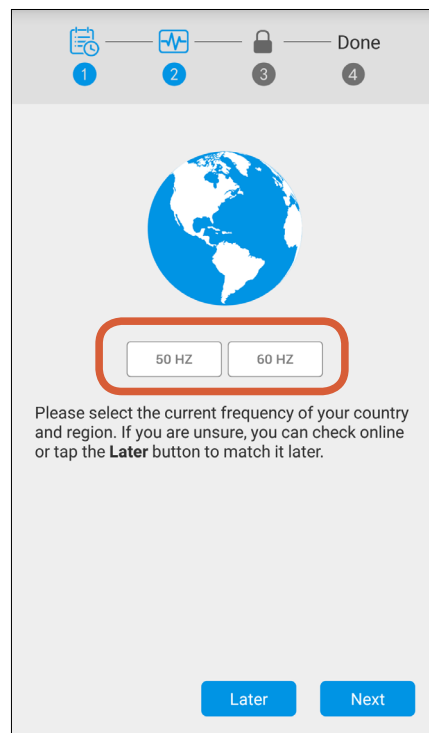 Done
1 2 3 4
50 HZ 60 HZ
Please select the current frequency of your country
and region. If you are unsure, you can check online
or tap the Later button to match it later.
Later Next